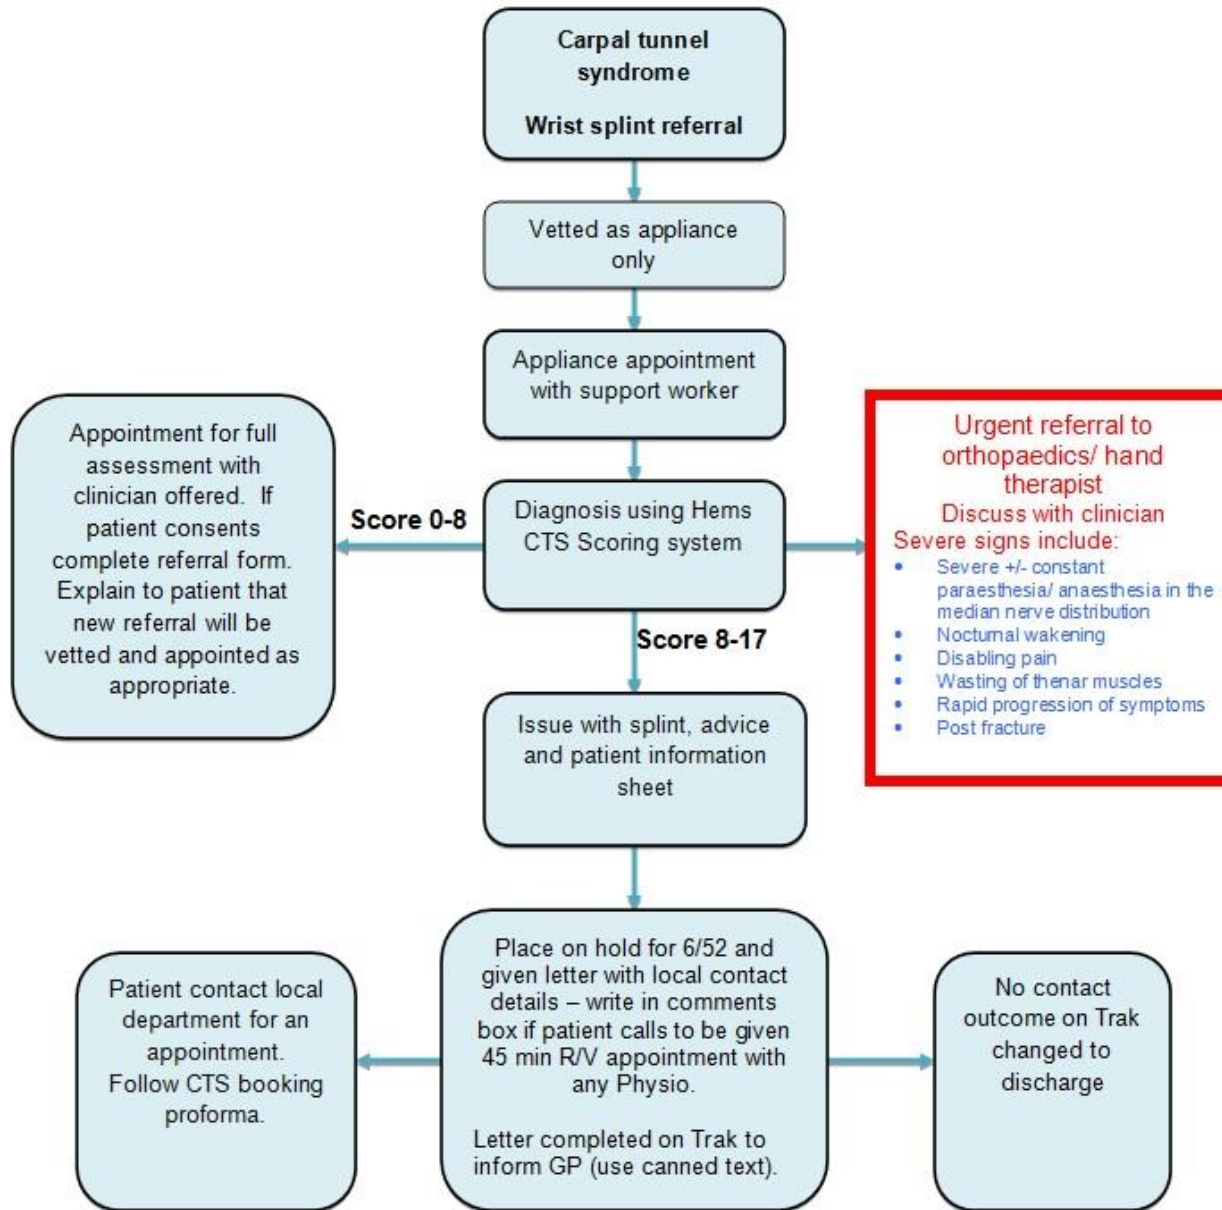 Carpal tunnel
syndrome
Wrist splint referral
Vetted as appliance
only
Appliance appointment
with support worker
Diagnosis using Hems
CTS Scoring system
Score 0-8
Appointment for full
assessment with
clinician offered. If
patient consents
complete referral form.
Explain to patient that
new referral will be
vetted and appointed as
appropriate.
Urgent referral to
orthopaedics/ hand
therapist
Discuss with clinician
Severe signs include:
• Severe +/- constant
paraesthesia/ anaesthesia in the
median nerve distribution
• Nocturnal wakening
• Disabling pain
• Wasting of thenar muscles
• Rapid progression of symptoms
• Post fracture
Score 8-17
Issue with splint, advice
and patient information
sheet
Place on hold for 6/52 and
given letter with local contact
details – write in comments
box if patient calls to be given
45 min R/V appointment with
any Physio.
Letter completed on Trak to
inform GP (use canned text).
Patient contact local
department for an
appointment.
Follow CTS booking
proforma.
No contact
outcome on Trak
changed to
discharge